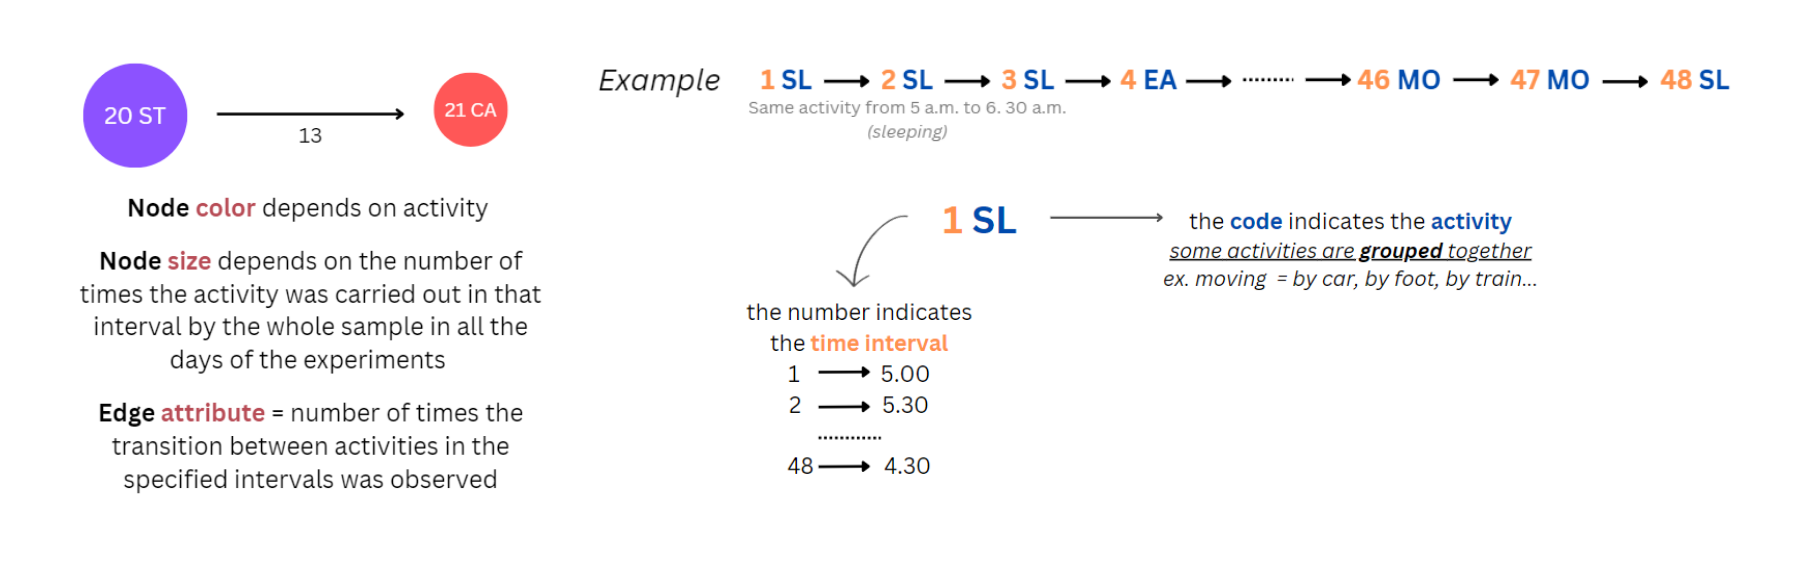 20 ST
13
21 CA
Node color depends on activity
Node size depends on the number of
times the activity was carried out in that
interval by the whole sample in all the
days of the experiments
Edge attribute = number of times the
transition between activities in the
specified intervals was observed
Example 1 SL 2 SL 3 SL 4 EA ........ 46 MO 47 MO 48 SL
Same activity from 5 a.m. to 6. 30 a.m.
(sleeping)
1 SL
the code indicates the activity
some activities are grouped together
ex. moving = by car, by foot, by train...
the number indicates
the time interval
1 5.00
2 5.30
............
48 4.30